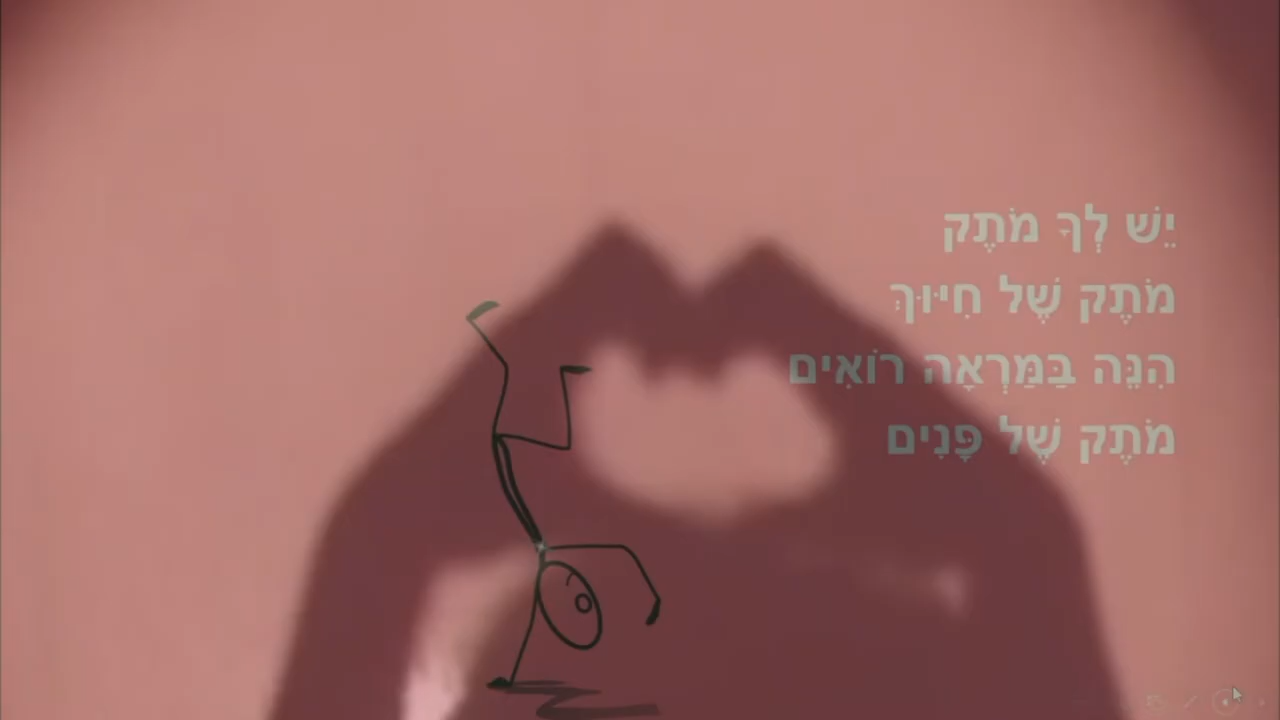 יֵשׁ לְךָ מֹתֶק
מֹתֶק שֶׁל חִיּוּךְ
הִנֵּה בַּמַּרְאָה רוֹאִים
מֹתֶק שֶׁל פָּנִים